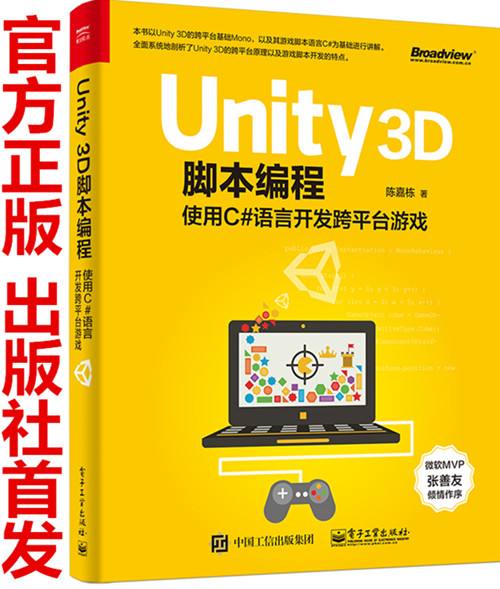 官方正版 出版社首发
Unity 3D脚本编程
使用C#语言
开发跨平台游戏
电子工业出版社
本书以Unity 3D的跨平台基础Mono，以及其游戏脚本语言C#为基础进行讲解。
全面系统地剖析了Unity 3D的跨平台原理以及游戏脚本开发的特点。
Broadview®
www.broadview.com.cn
Unity 3D
脚本编程
陈嘉栋 著
使用C#语言开发跨平台游戏
微软MVP
张善友
倾情作序
中国工信出版集团
电子工业出版社